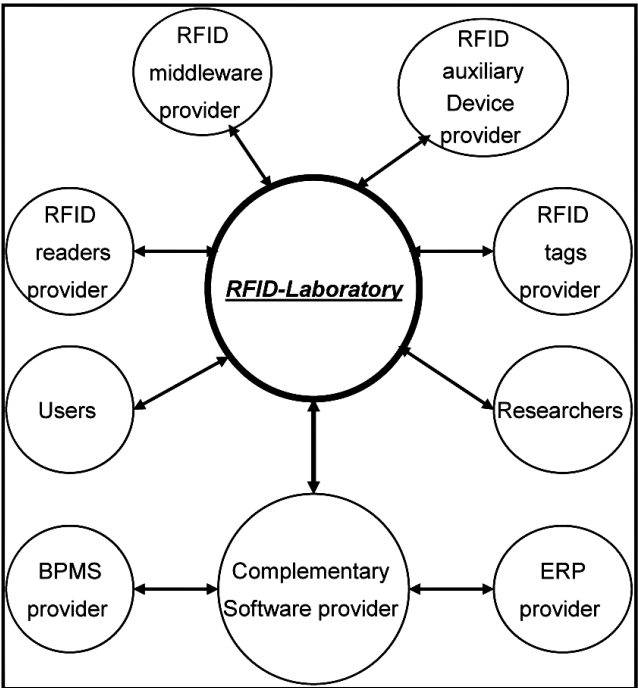 RFID
middleware
provider
RFID
auxiliary
Device
provider
RFID
readers
provider
RFID-Laboratory
RFID
tags
provider
Users
Researchers
BPMS
provider
Complementary
Software provider
ERP
provider